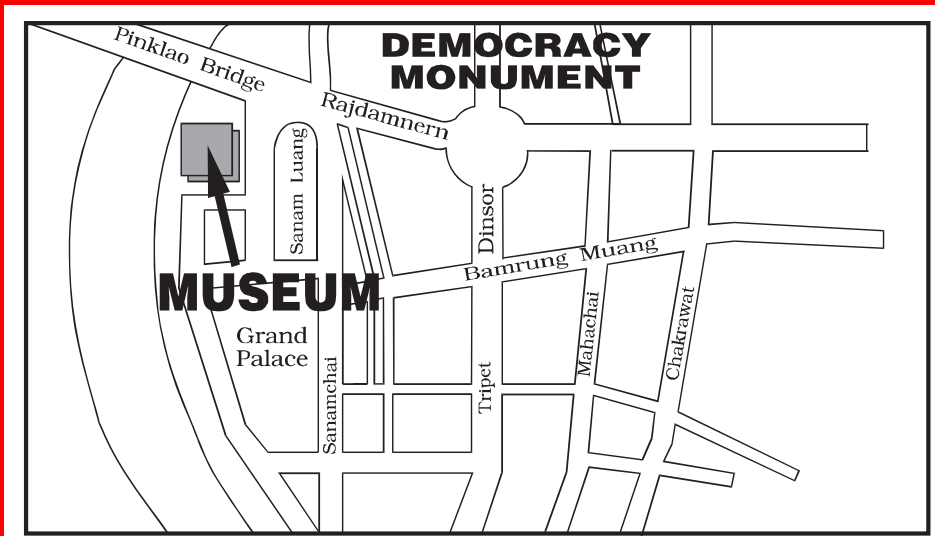 DEMOCRACY
MONUMENT
Pinklao Bridge
Rajdamnern
Sanam Luang
Dinsor
Bamrung Muang
MUSEUM
Grand
Palace
Sanamchai
Tripet
Mahachai
Chakrawat